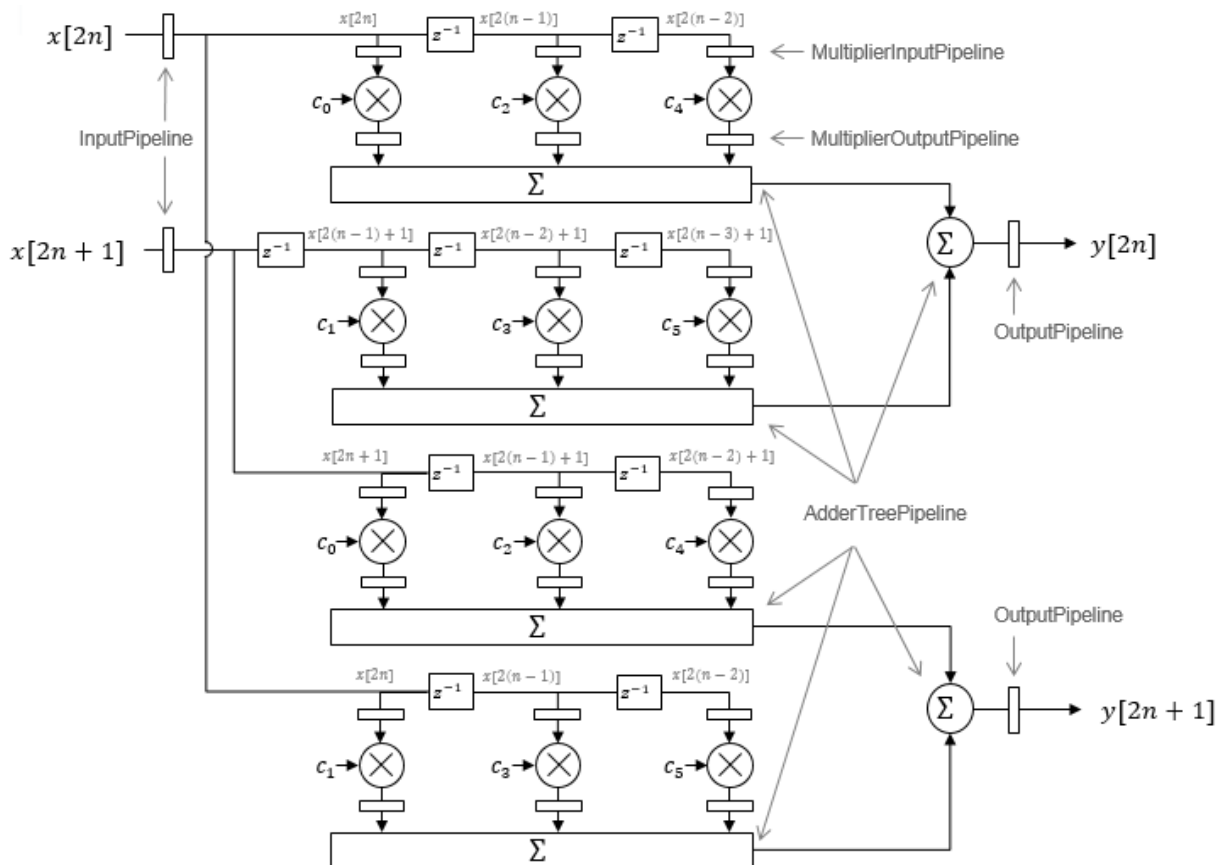 x[2n]
x[2n] z⁻¹ x[2(n−1)] z⁻¹ x[2(n−2)]
MultiplierInputPipeline
c₀ c₂ c₄
InputPipeline
MultiplierOutputPipeline
Σ
x[2n + 1]
z⁻¹ x[2(n−1)+1] z⁻¹ x[2(n−2)+1] z⁻¹ x[2(n−3)+1]
Σ
y[2n]
c₁ c₃ c₅
OutputPipeline
Σ
x[2n+1] z⁻¹ x[2(n−1)+1] z⁻¹ x[2(n−2)+1]
AdderTreePipeline
c₀ c₂ c₄
Σ
OutputPipeline
x[2n] z⁻¹ x[2(n−1)] z⁻¹ x[2(n−2)]
Σ
y[2n + 1]
c₁ c₃ c₅
Σ